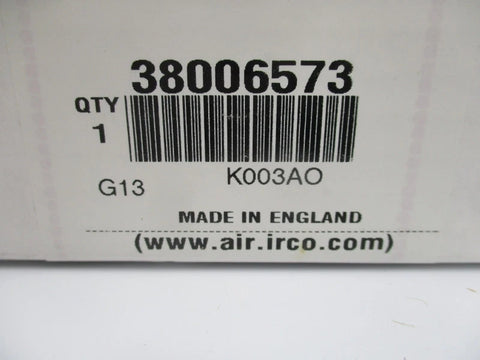 38006573
QTY
1
G13
K003AO
MADE IN ENGLAND
(www.air.irco.com)